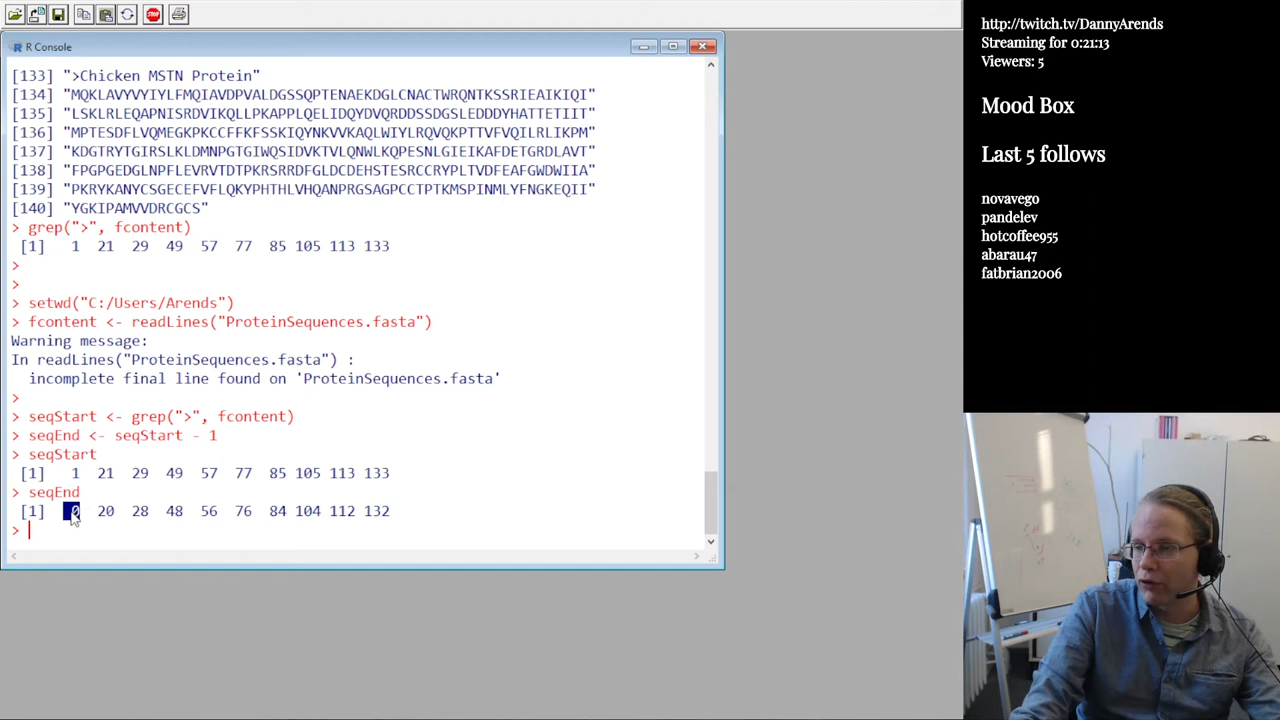 R Console
[133] ">Chicken MSTN Protein"
[134] "MQKLAVYVYIYLFMQIAVDPVALDGSSQPTENAEKDGLCNACTWRQNTKSSRIEAIKIQI"
[135] "LSKLRLEQAPNISRDVIKQLLPKAPPLQELIDQYDVQRDDSSDGSLEDDDYHATTETIIT"
[136] "MPTESDFLVQMEGKPKCCFFKFSSKIQYNKVVKAQLWIYLRQVQKPTTVFVQILRLIKPM"
[137] "KDGTRYTGIRSLKLDMNPGTGIWQSIDVKTVLQNWLKQPESNLGIEIKAFDETGRDLAVT"
[138] "FPGPGEDGLNPFLEVRVTDTPKRSRRDFGLDCDEHSTESRCCRYPLTVDFEAFGWDWIIA"
[139] "PKRYKANYCSGECEFVFLQKYPHTHLVHQANPRGSAGPCCTPTKMSPINMLYFNGKEQII"
[140] "YGKIPAMVVDRCGCS"
> grep(">", fcontent)
[1] 1 21 29 49 57 77 85 105 113 133
>
>
> setwd("C:/Users/Arends")
> fcontent <- readLines("ProteinSequences.fasta")
Warning message:
In readLines("ProteinSequences.fasta") :
incomplete final line found on 'ProteinSequences.fasta'
>
> seqStart <- grep(">", fcontent)
> seqEnd <- seqStart - 1
> seqStart
[1] 1 21 29 49 57 77 85 105 113 133
> seqEnd
[1] 0 20 28 48 56 76 84 104 112 132
>
http://twitch.tv/DannyArends
Streaming for 0:21:13
Viewers: 5
Mood Box
Last 5 follows
novavego
pandelev
hotcoffee955
abarau47
fatbrian2006